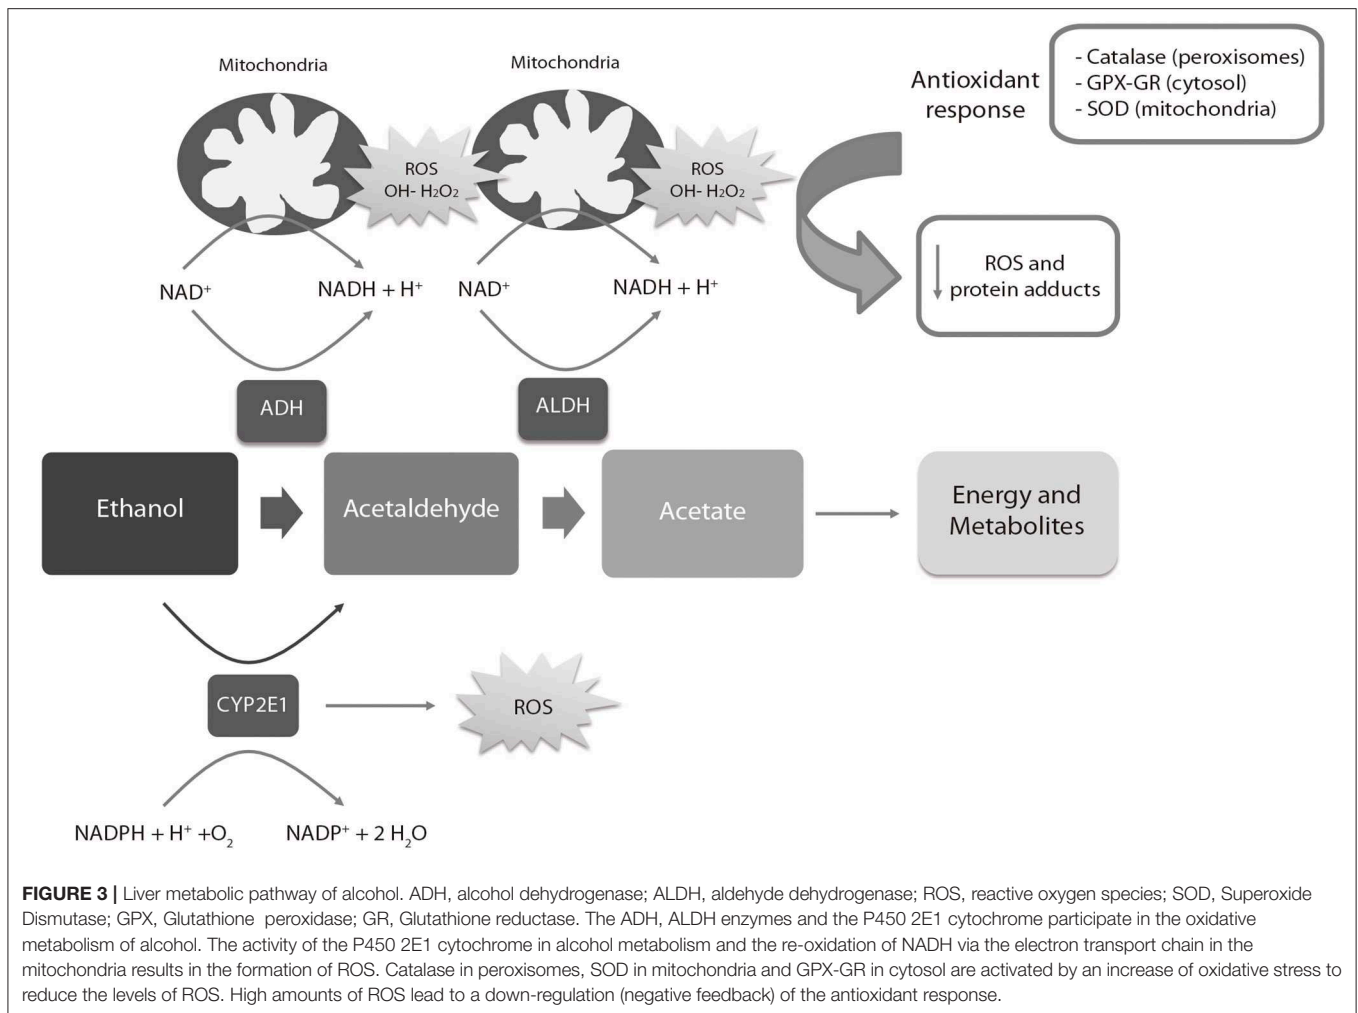 Mitochondria
Mitochondria
Antioxidant
response
- Catalase (peroxisomes)
- GPX-GR (cytosol)
- SOD (mitochondria)
ROS
OH- H₂O₂
ROS
OH- H₂O₂
NAD⁺
NADH + H⁺
NAD⁺
NADH + H⁺
ROS and
protein adducts
ADH
ALDH
Ethanol
Acetaldehyde
Acetate
Energy and
Metabolites
CYP2E1
ROS
NADPH + H⁺ +O₂
NADP⁺ + 2 H₂O
FIGURE 3 | Liver metabolic pathway of alcohol. ADH, alcohol dehydrogenase; ALDH, aldehyde dehydrogenase; ROS, reactive oxygen species; SOD, Superoxide
Dismutase; GPX, Glutathione peroxidase; GR, Glutathione reductase. The ADH, ALDH enzymes and the P450 2E1 cytochrome participate in the oxidative
metabolism of alcohol. The activity of the P450 2E1 cytochrome in alcohol metabolism and the re-oxidation of NADH via the electron transport chain in the
mitochondria results in the formation of ROS. Catalase in peroxisomes, SOD in mitochondria and GPX-GR in cytosol are activated by an increase of oxidative stress to
reduce the levels of ROS. High amounts of ROS lead to a down-regulation (negative feedback) of the antioxidant response.